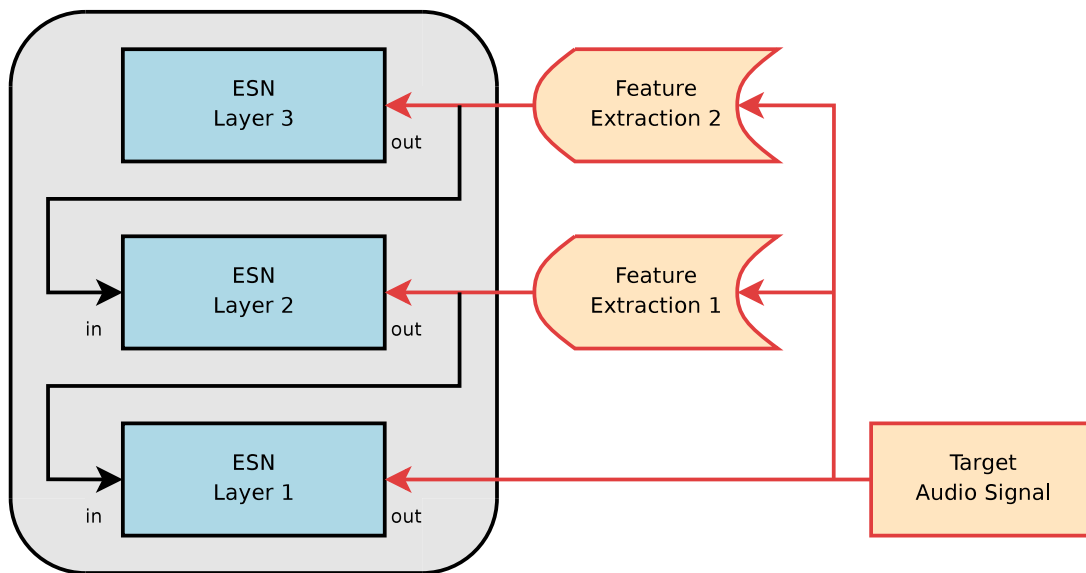 ESN
Layer 3
out
Feature
Extraction 2
ESN
Layer 2
in
out
Feature
Extraction 1
ESN
Layer 1
in
out
Target
Audio Signal